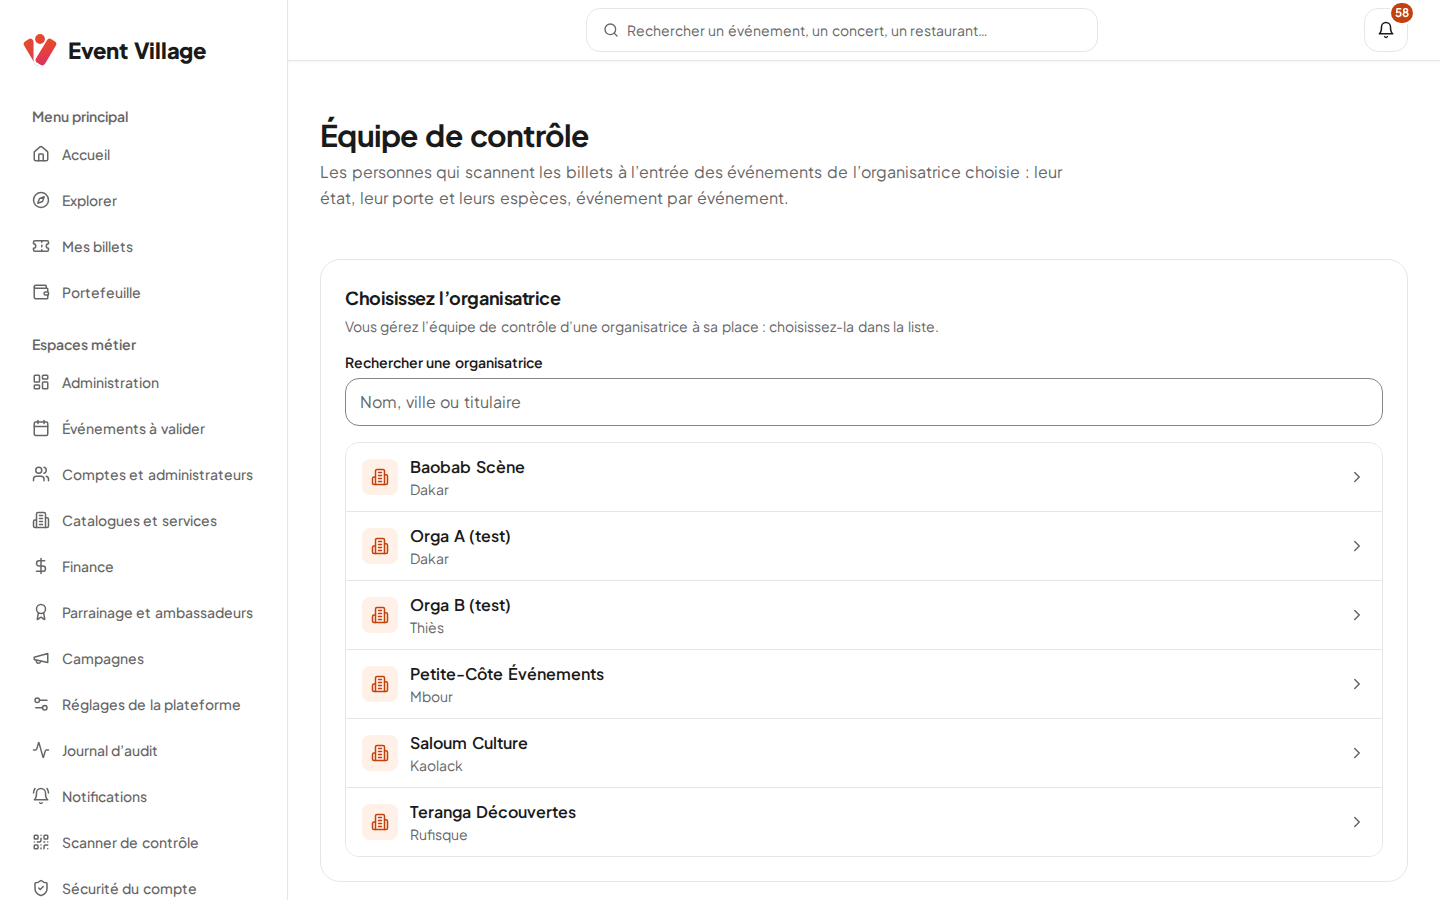 Event Village
Rechercher un événement, un concert, un restaurant…
58
Menu principal
Accueil
Explorer
Mes billets
Portefeuille
Espaces métier
Administration
Événements à valider
Comptes et administrateurs
Catalogues et services
Finance
Parrainage et ambassadeurs
Campagnes
Réglages de la plateforme
Journal d’audit
Notifications
Scanner de contrôle
Sécurité du compte
Équipe de contrôle
Les personnes qui scannent les billets à l’entrée des événements de l’organisatrice choisie : leur
état, leur porte et leurs espèces, événement par événement.
Choisissez l’organisatrice
Vous gérez l’équipe de contrôle d’une organisatrice à sa place : choisissez-la dans la liste.
Rechercher une organisatrice
Nom, ville ou titulaire
Baobab Scène
Dakar
Orga A (test)
Dakar
Orga B (test)
Thiès
Petite-Côte Événements
Mbour
Saloum Culture
Kaolack
Teranga Découvertes
Rufisque